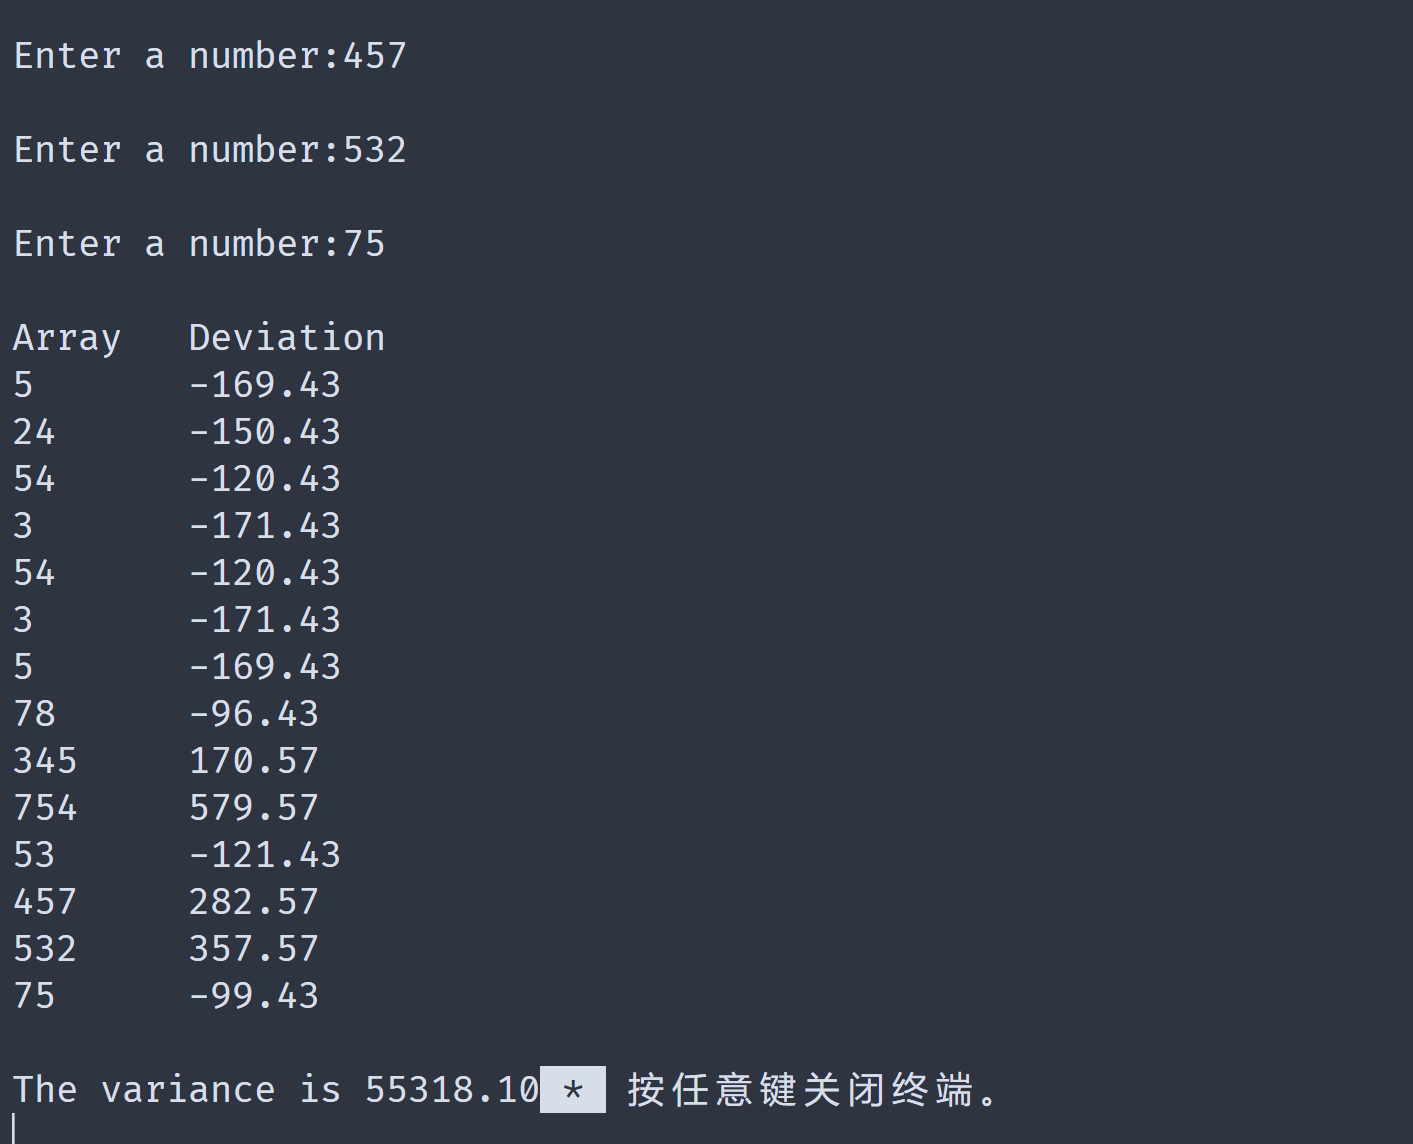 Enter a number:457
Enter a number:532
Enter a number:75
Array   Deviation
5       -169.43
24      -150.43
54      -120.43
3       -171.43
54      -120.43
3       -171.43
5       -169.43
78      -96.43
345     170.57
754     579.57
53      -121.43
457     282.57
532     357.57
75      -99.43
The variance is 55318.10 *  按任意键关闭终端。